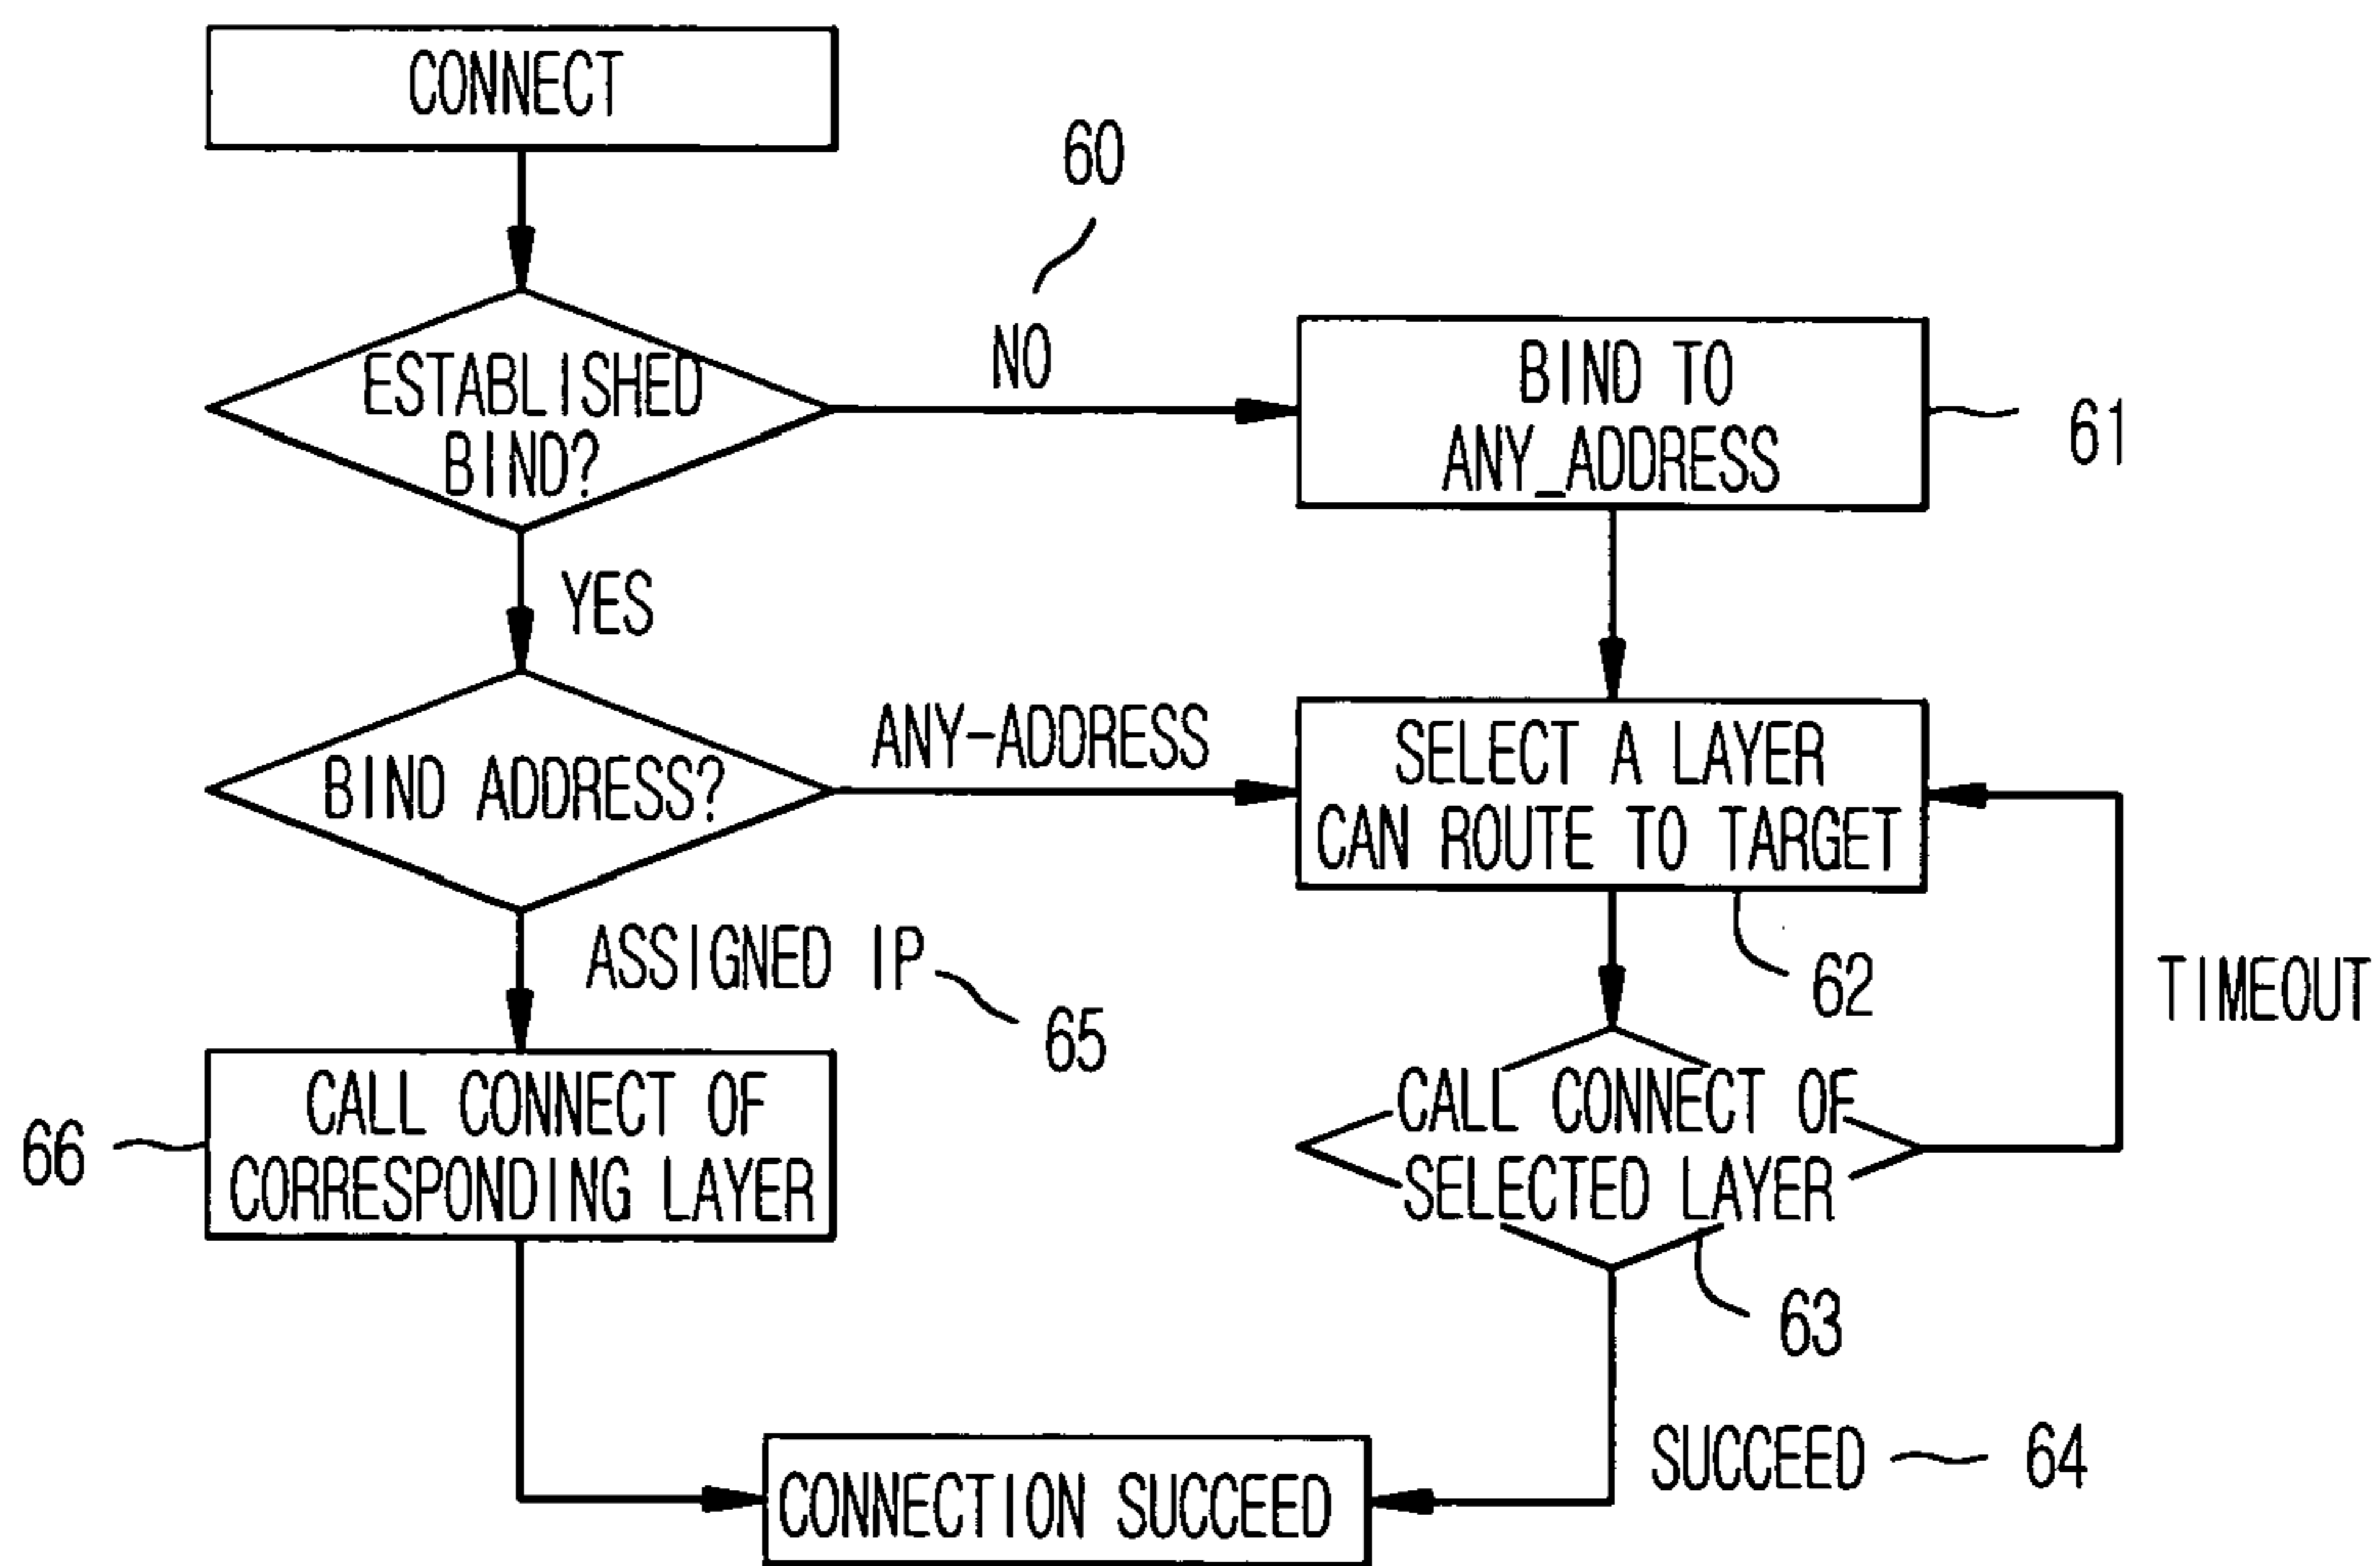 CONNECT
60
ESTABLISHED
BIND?
NO
BIND TO
ANY_ADDRESS
61
YES
BIND ADDRESS?
ANY-ADDRESS
SELECT A LAYER
CAN ROUTE TO TARGET
62
TIMEOUT
ASSIGNED IP
65
66
CALL CONNECT OF
CORRESPONDING LAYER
CALL CONNECT OF
SELECTED LAYER
63
SUCCEED
64
CONNECTION SUCCEED